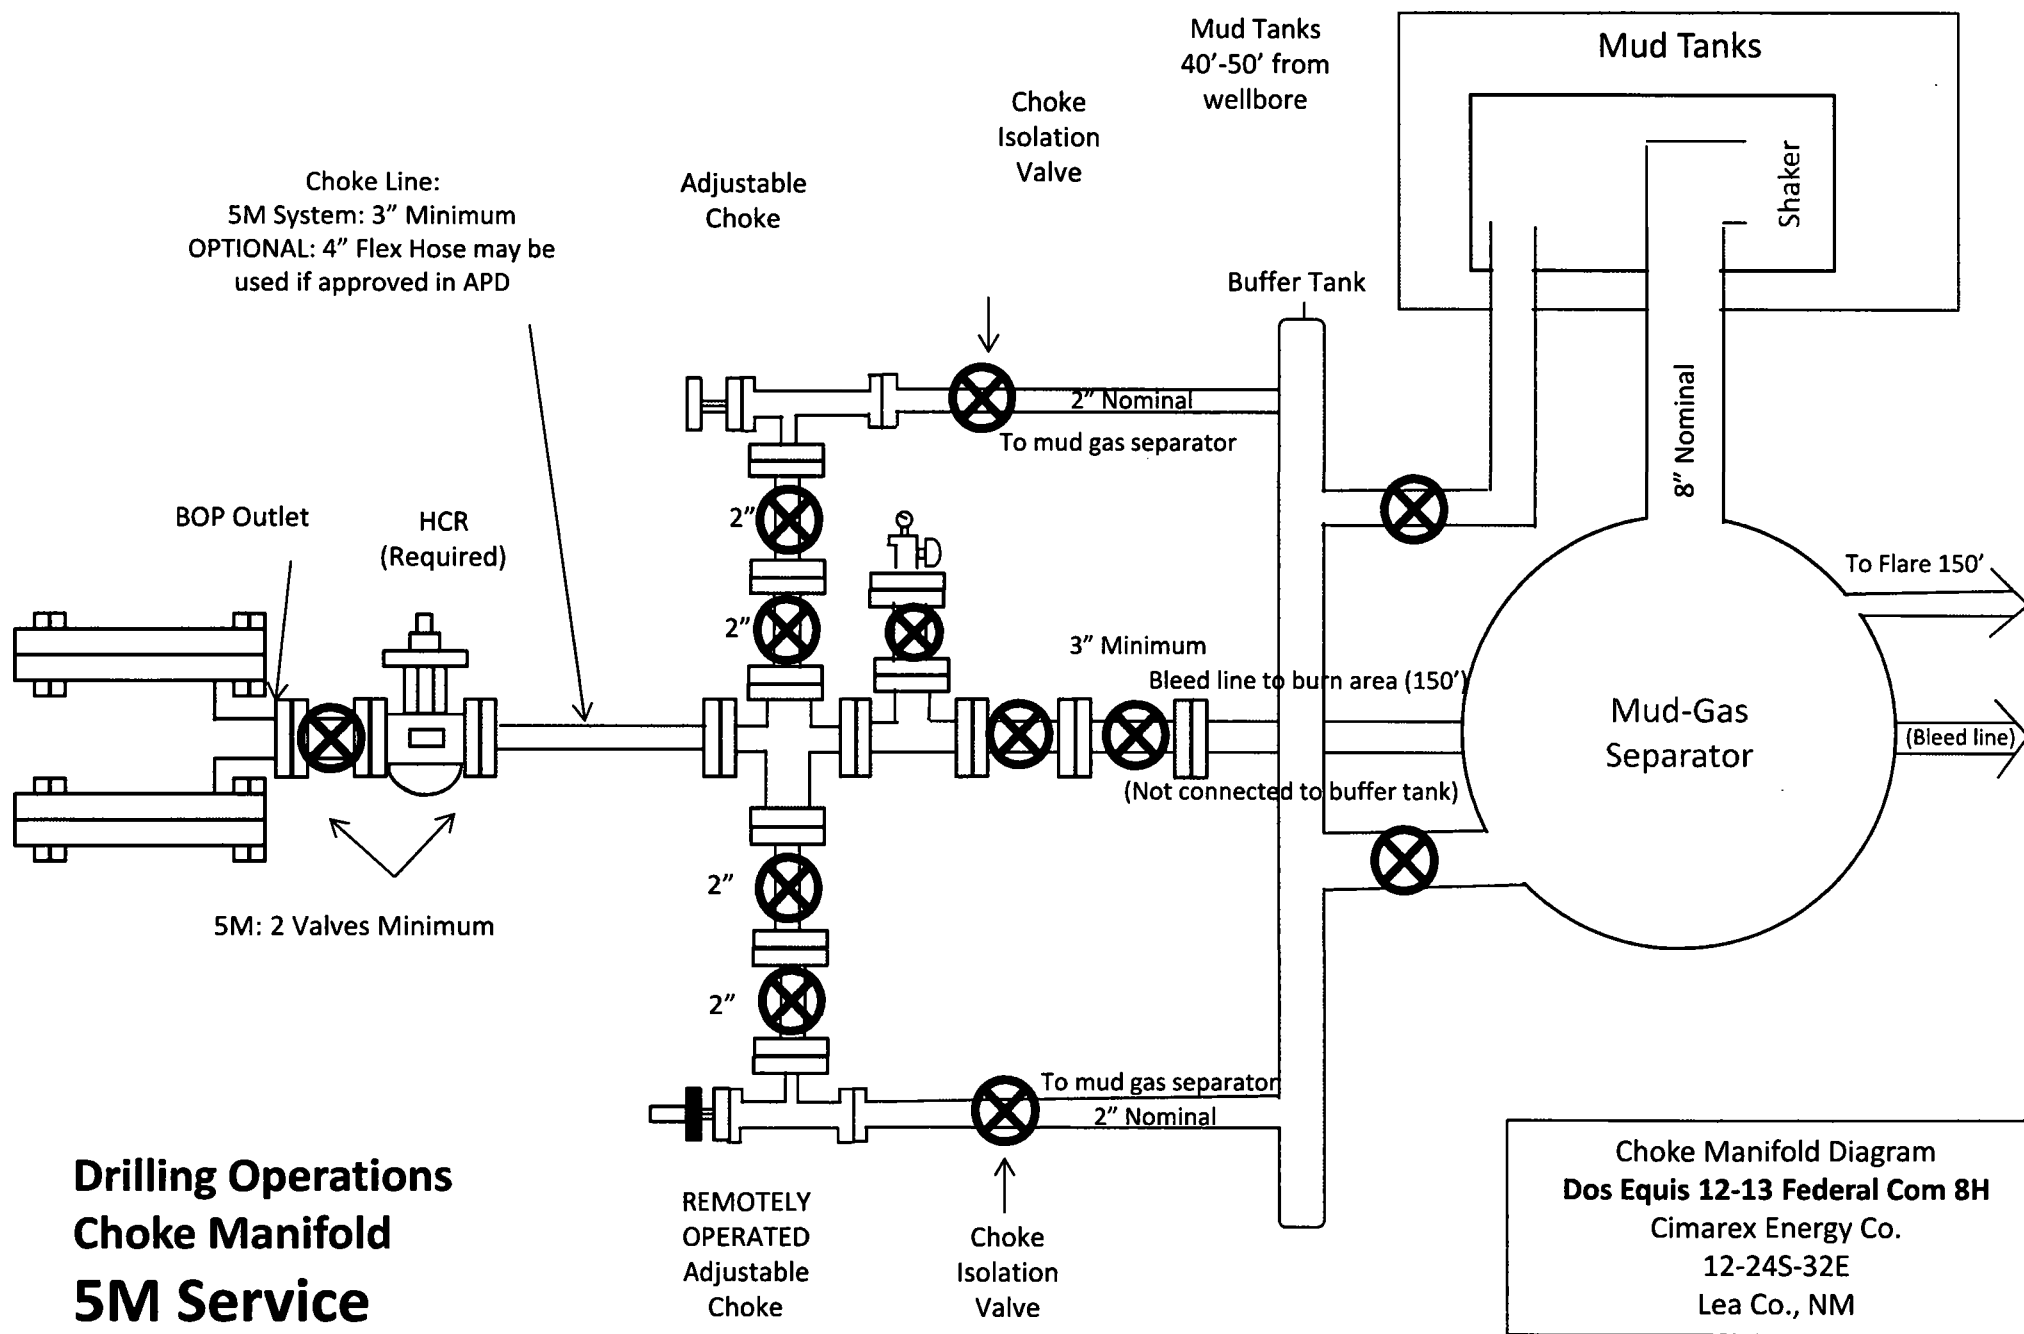 Mud Tanks
40’-50’ from
wellbore
Mud Tanks
Shaker
Choke
Isolation
Valve
Choke Line:
5M System: 3” Minimum
OPTIONAL: 4” Flex Hose may be
used if approved in APD
Adjustable
Choke
Buffer Tank
2” Nominal
To mud gas separator
8” Nominal
BOP Outlet
HCR
(Required)
2”
2”
To Flare 150’
3” Minimum
Bleed line to burn area (150’)
Mud-Gas
Separator
(Bleed line)
(Not connected to buffer tank)
5M: 2 Valves Minimum
2”
2”
To mud gas separator
2” Nominal
Drilling Operations
Choke Manifold
5M Service
REMOTELY
OPERATED
Adjustable
Choke
Choke
Isolation
Valve
Choke Manifold Diagram
Dos Equis 12-13 Federal Com 8H
Cimarex Energy Co.
12-24S-32E
Lea Co., NM